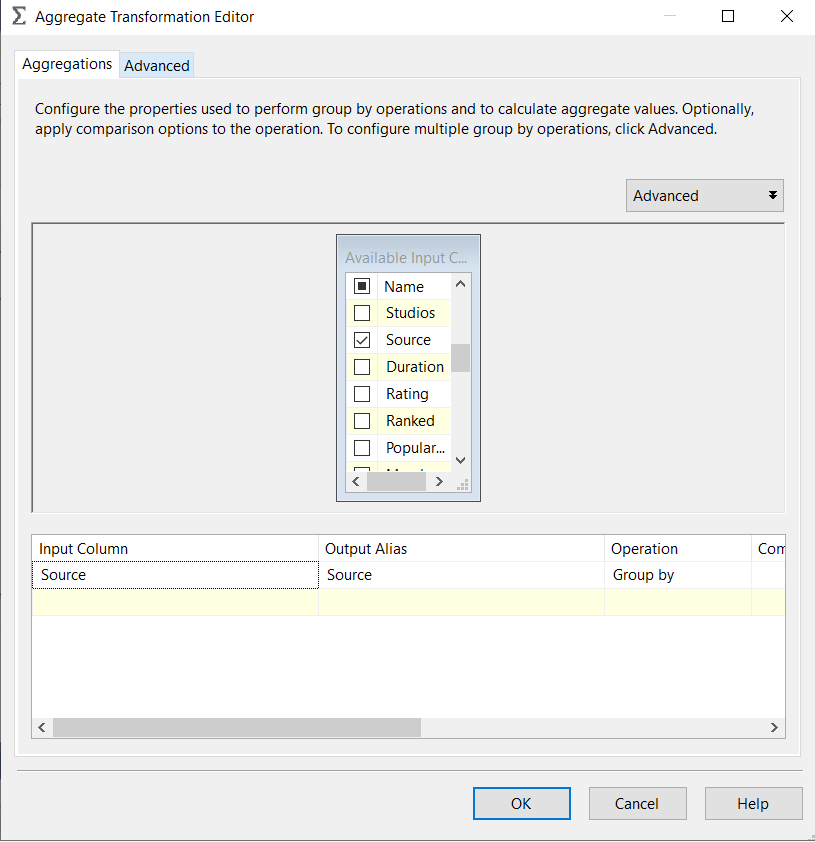 Aggregate Transformation Editor
Aggregations
Advanced
Configure the properties used to perform group by operations and to calculate aggregate values. Optionally,
apply comparison options to the operation. To configure multiple group by operations, click Advanced.
Advanced
Available Input C...
Name
Studios
Source
Duration
Rating
Ranked
Popular...
Input Column Output Alias Operation Com
Source Source Group by
OK Cancel Help